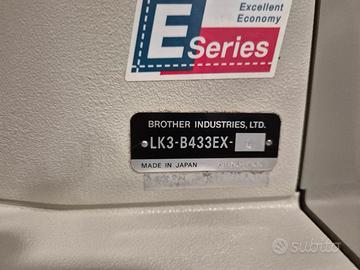 Excellent
Economy
E Series
BROTHER INDUSTRIES, LTD.
LK3-B433EX-
MADE IN JAPAN
subito